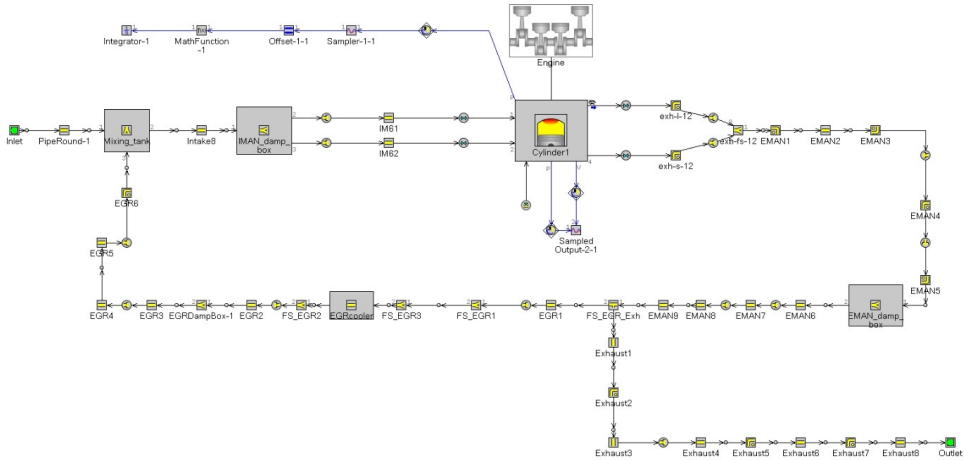 Integrator-1
MathFunction
-1
Offset-1-1
Sampler-1-1
Engine
Inlet
PipeRound-1
Mixing_tank
Intake8
IMAN_damp_
box
IM61
IM62
Cylinder1
exh-l-12
exh-s-12
exh-fs-12
EMAN1
EMAN2
EMAN3
EGR6
EMAN4
Sampled
Output-2-1
EGR5
EMAN5
EGR4
EGR3
EGRDampBox-1
EGR2
FS_EGR2
EGRcooler
FS_EGR3
FS_EGR1
EGR1
FS_EGR_Exh
EMAN9
EMAN8
EMAN7
EMAN6
EMAN_damp_
box
Exhaust1
Exhaust2
Exhaust3
Exhaust4
Exhaust5
Exhaust6
Exhaust7
Exhaust8
Outlet